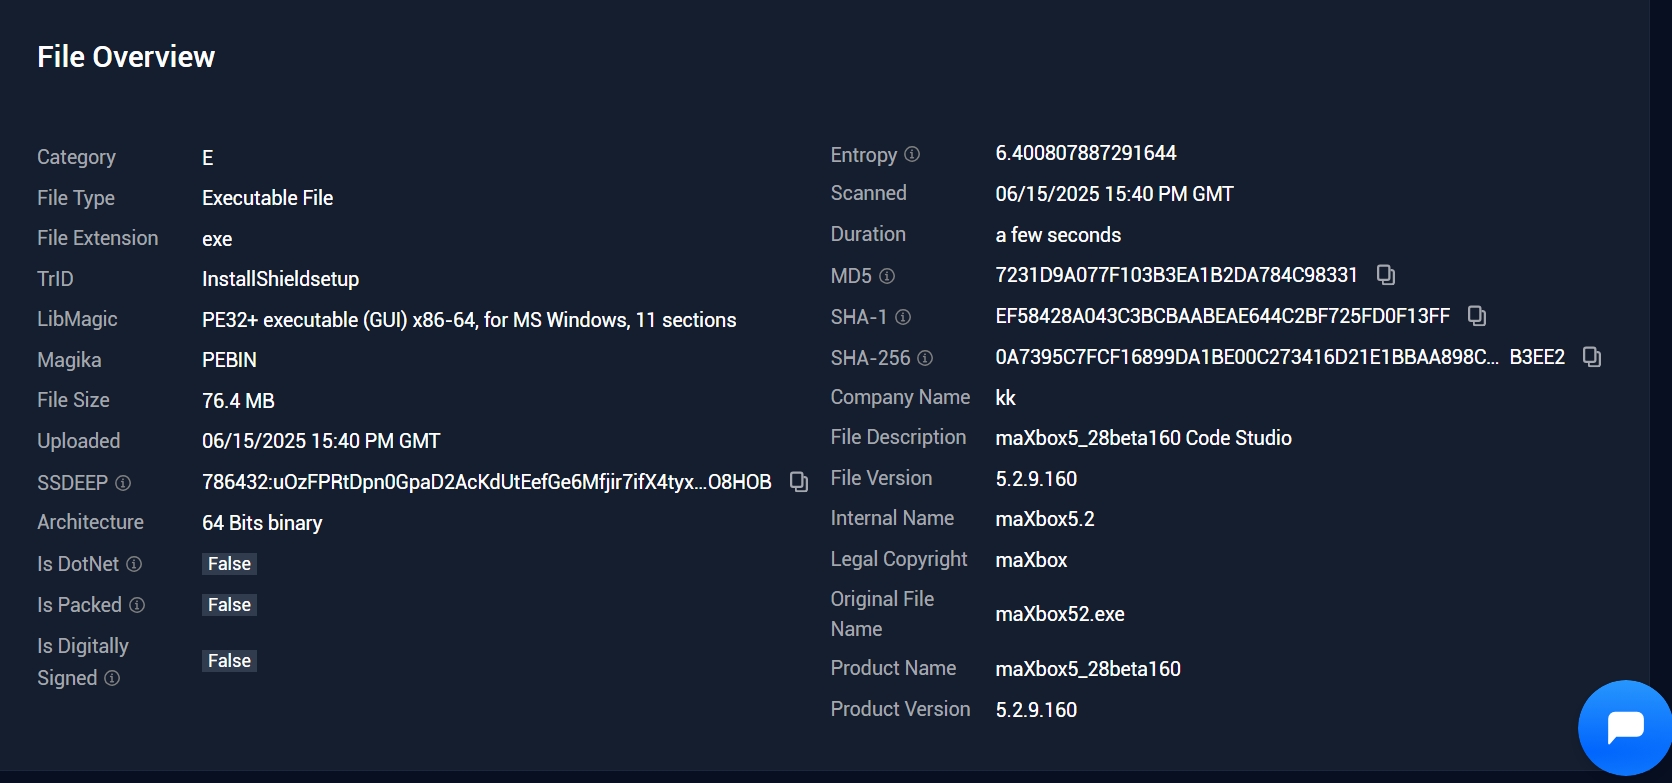 File Overview
Category E
File Type Executable File
File Extension exe
TrID InstallShieldsetup
LibMagic PE32+ executable (GUI) x86-64, for MS Windows, 11 sections
Magika PEBIN
File Size 76.4 MB
Uploaded 06/15/2025 15:40 PM GMT
SSDEEP 786432:uOzFPRtDpn0GpaD2AcKdUtEefGe6Mfjir7ifX4tyx...O8HOB
Architecture 64 Bits binary
Is DotNet False
Is Packed False
Is Digitally
Signed False
Entropy 6.400807887291644
Scanned 06/15/2025 15:40 PM GMT
Duration a few seconds
MD5 7231D9A077F103B3EA1B2DA784C98331
SHA-1 EF58428A043C3BCBAABEAE644C2BF725FD0F13FF
SHA-256 0A7395C7FCF16899DA1BE00C273416D21E1BBAA898C... B3EE2
Company Name kk
File Description maXbox5_28beta160 Code Studio
File Version 5.2.9.160
Internal Name maXbox5.2
Legal Copyright maXbox
Original File
Name maXbox52.exe
Product Name maXbox5_28beta160
Product Version 5.2.9.160